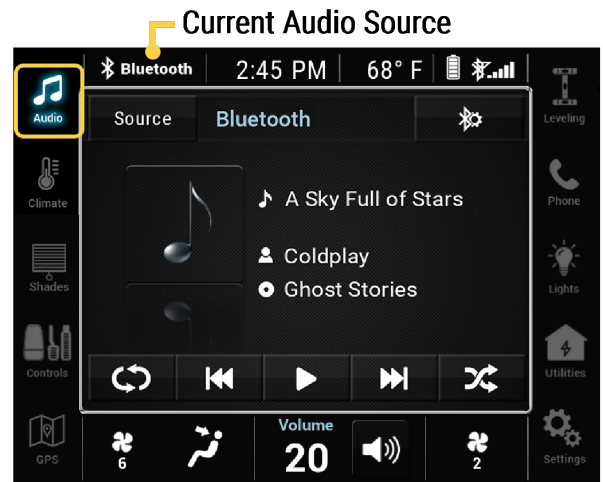 Current Audio Source
Bluetooth
2:45 PM
68° F
Audio
Source
Bluetooth
Leveling
A Sky Full of Stars
Climate
Phone
Coldplay
Shades
Ghost Stories
Lights
Controls
Utilities
GPS
6
Volume
20
2
Settings